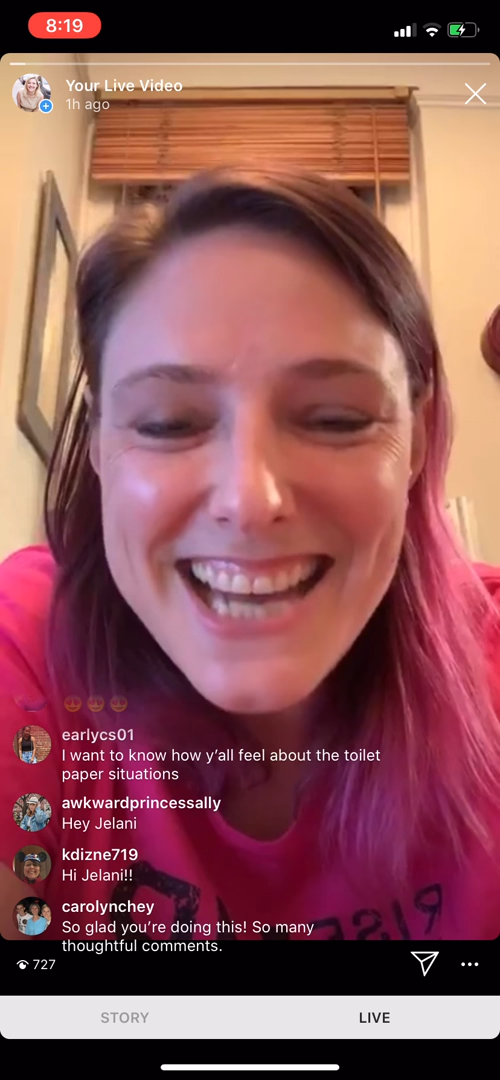 8:19
Your Live Video
1h ago
earlycs01
I want to know how y'all feel about the toilet
paper situations
awkwardprincessally
Hey Jelani
kdizne719
Hi Jelani!!
carolynchey
So glad you're doing this! So many
thoughtful comments.
727
STORY
LIVE